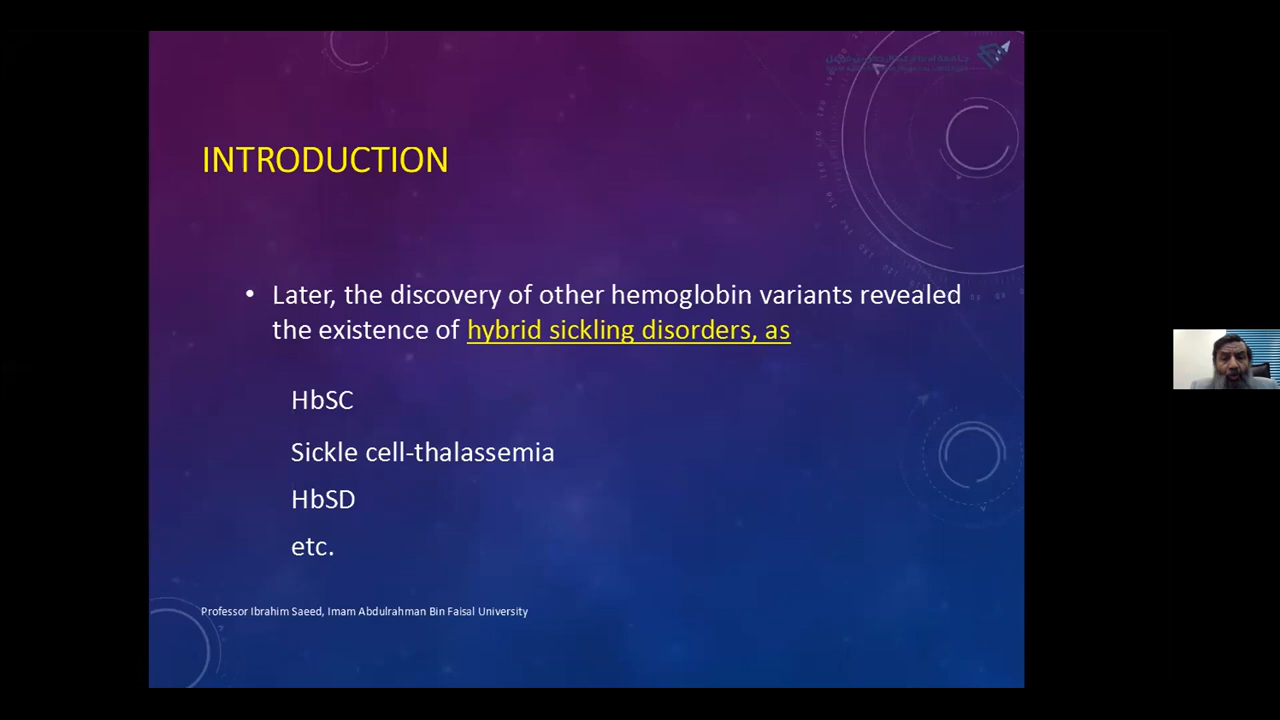 INTRODUCTION
• Later, the discovery of other hemoglobin variants revealed
the existence of hybrid sickling disorders, as
HbSC
Sickle cell-thalassemia
HbSD
etc.
Professor Ibrahim Saeed, Imam Abdulrahman Bin Faisal University